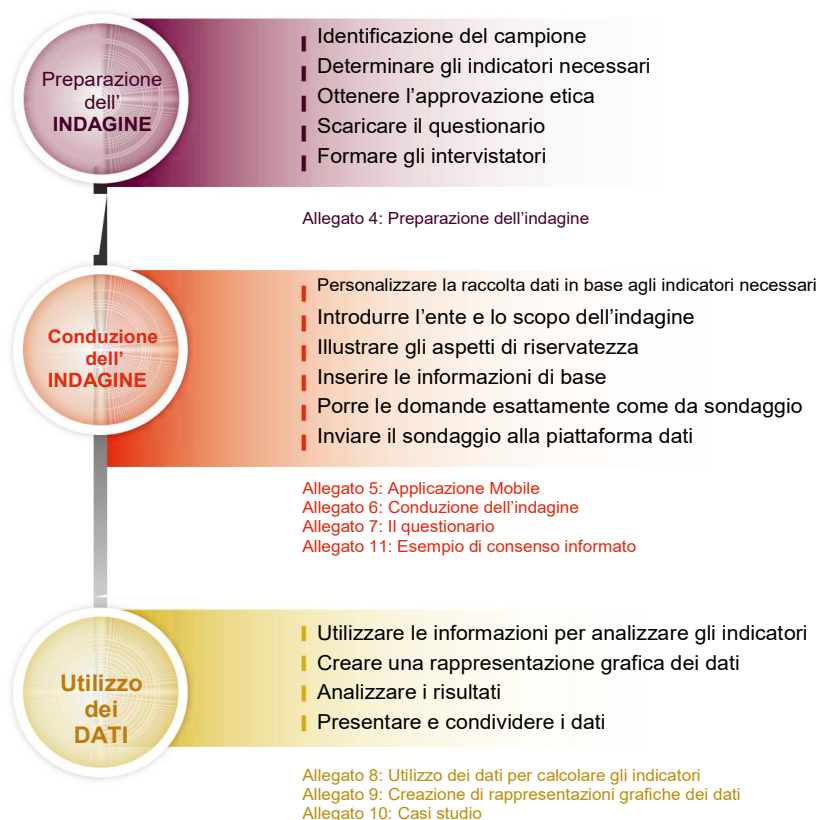 Preparazione
dell'
INDAGINE
Identificazione del campione
Determinare gli indicatori necessari
Ottenere l'approvazione etica
Scaricare il questionario
Formare gli intervistatori
Allegato 4: Preparazione dell'indagine
Conduzione
dell'
INDAGINE
Personalizzare la raccolta dati in base agli indicatori necessari
Introdurre l'ente e lo scopo dell'indagine
Illustrare gli aspetti di riservatezza
Inserire le informazioni di base
Porre le domande esattamente come da sondaggio
Inviare il sondaggio alla piattaforma dati
Allegato 5: Applicazione Mobile
Allegato 6: Conduzione dell'indagine
Allegato 7: Il questionario
Allegato 11: Esempio di consenso informato
Utilizzo
dei
DATI
Utilizzare le informazioni per analizzare gli indicatori
Creare una rappresentazione grafica dei dati
Analizzare i risultati
Presentare e condividere i dati
Allegato 8: Utilizzo dei dati per calcolare gli indicatori
Allegato 9: Creazione di rappresentazioni grafiche dei dati
Allegato 10: Casi studio